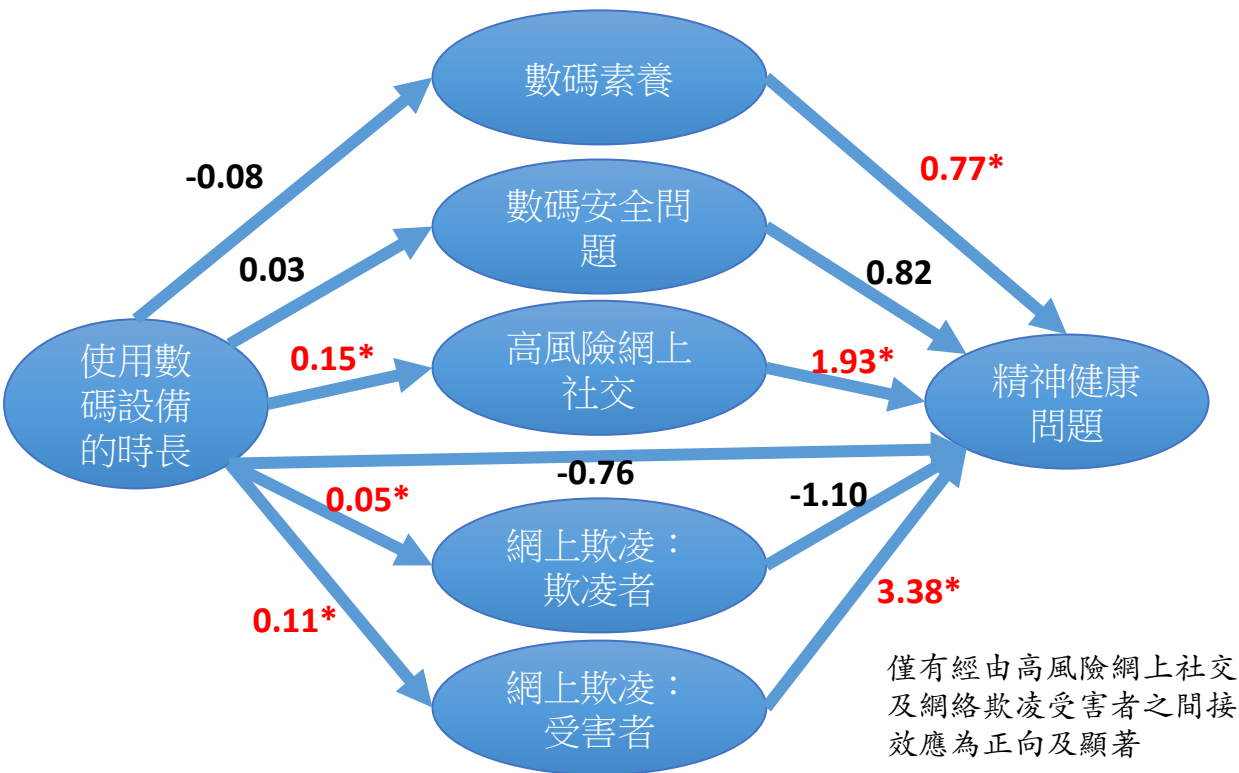 數碼素養
-0.08
0.77*
數碼安全問
題
0.03
0.82
使用數
碼設備
的時長
0.15*
高風險網上
社交
1.93*
精神健康
問題
-0.76
0.05*
-1.10
網上欺凌：
欺凌者
0.11*
3.38*
網上欺凌：
受害者
僅有經由高風險網上社交
及網絡欺凌受害者之間接
效應為正向及顯著